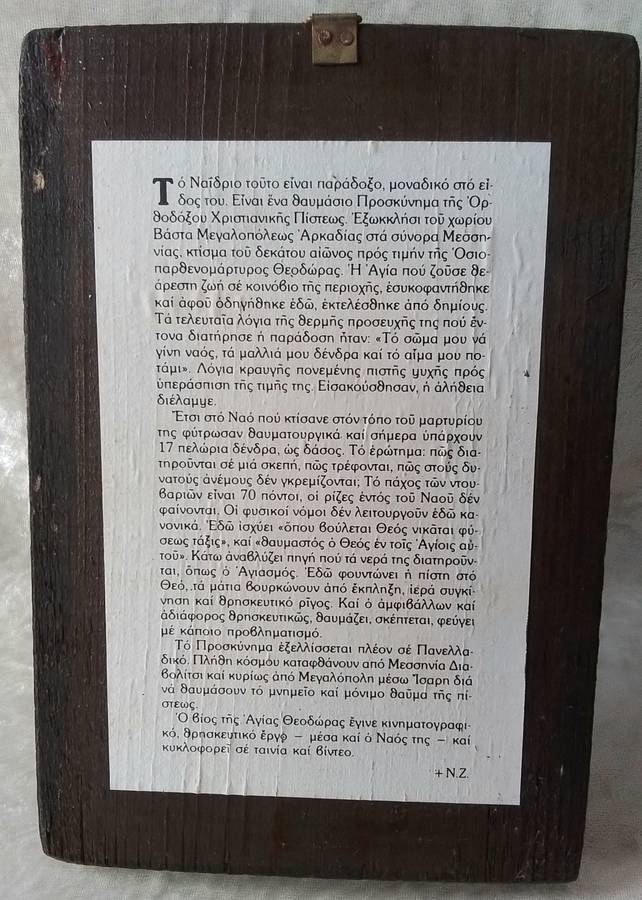 Τό Ναΐδριο τοῦτο εἶναι παράδοξο, μοναδικό στό εἶ-
δος του. Εἶναι ἕνα θαυμάσιο Προσκύνημα τῆς Ὀρ-
θοδόξου Χριστιανικῆς Πίστεως. Ἐξωκκλήσι τοῦ χωρίου
Βάστα Μεγαλοπόλεως Ἀρκαδίας στά σύνορα Μεσση-
νίας, κτίσμα τοῦ δεκάτου αἰῶνος πρός τιμήν τῆς Ὁσιο-
παρθενομάρτυρος Θεοδώρας. Ἡ Ἁγία πού ζοῦσε θε-
άρεστη ζωή σέ κοινόβιο τῆς περιοχῆς, ἐσυκοφαντήθηκε
καί ἀφοῦ ὁδηγήθηκε ἐδῶ, ἐκτελέσθηκε ἀπό δημίους.
Τά τελευταῖα λόγια τῆς θερμῆς προσευχῆς της πού ἔν-
τονα διατήρησε ἡ παράδοση ἦταν: «Τό σῶμα μου νά
γίνη ναός, τά μαλλιά μου δένδρα καί τό αἷμα μου πο-
τάμι». Λόγια κραυγῆς πονεμένης πιστῆς ψυχῆς πρός
ὑπεράσπιση τῆς τιμῆς της. Εἰσακούσθησαν, ἡ ἀλήθεια
διέλαμψε.
Ἔτσι στό Ναό πού κτίσανε στόν τόπο τοῦ μαρτυρίου
της φύτρωσαν θαυματουργικά καί σήμερα ὑπάρχουν
17 πελώρια δένδρα, ὡς δάσος. Τό ἐρώτημα: πῶς δια-
τηροῦνται σέ μιά σκεπή, πῶς τρέφονται, πῶς στούς δυ-
νατούς ἀνέμους δέν γκρεμίζονται; Τό πάχος τῶν ντου-
βαριῶν εἶναι 70 πόντοι, οἱ ρίζες ἐντός τοῦ Ναοῦ δέν
φαίνονται. Οἱ φυσικοί νόμοι δέν λειτουργοῦν ἐδῶ κα-
νονικά. Ἐδῶ ἰσχύει «ὅπου βούλεται Θεός νικᾶται φύ-
σεως τάξις», καί «θαυμαστός ὁ Θεός ἐν τοῖς Ἁγίοις αὐ-
τοῦ». Κάτω ἀναβλύζει πηγή πού τά νερά της διατηροῦν-
ται, ὅπως ὁ Ἁγιασμός. Ἐδῶ φουντώνει ἡ πίστη στό
Θεό, τά μάτια βουρκώνουν ἀπό ἔκπληξη, ἱερά συγκί-
νηση καί θρησκευτικό ρῖγος. Καί ὁ ἀμφιβάλλων καί
ἀδιάφορος θρησκευτικῶς, θαυμάζει, σκέπτεται, φεύγει
μέ κάποιο προβληματισμό.
Τό Προσκύνημα ἐξελλίσσεται πλέον σέ Πανελλα-
δικό. Πλήθη κόσμου καταφθάνουν ἀπό Μεσσηνία Δια-
βολίτσι καί κυρίως ἀπό Μεγαλόπολη μέσω Ἴσαρη διά
νά θαυμάσουν τό μνημεῖο καί μόνιμο θαῦμα τῆς πί-
στεως.
Ὁ βίος τῆς Ἁγίας Θεοδώρας ἔγινε κινηματογραφι-
κό, θρησκευτικό ἔργο – μέσα καί ὁ Ναός της – καί
κυκλοφορεῖ σέ ταινία καί βίντεο.
+ Ν.Ζ.